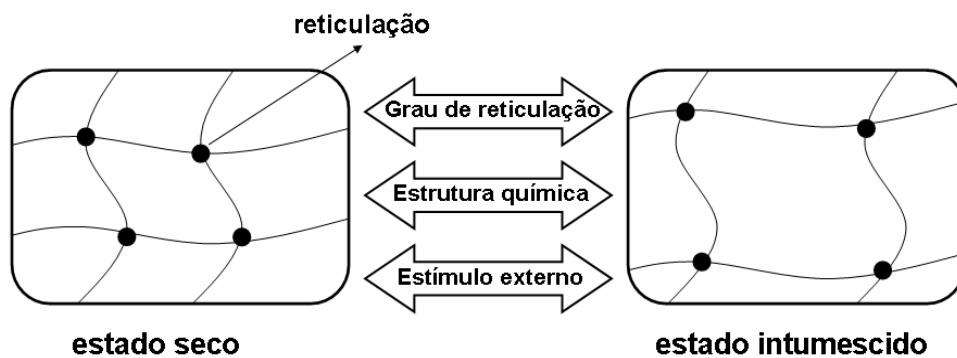 reticulação
Grau de reticulação
Estrutura química
Estímulo externo
estado seco
estado intumescido